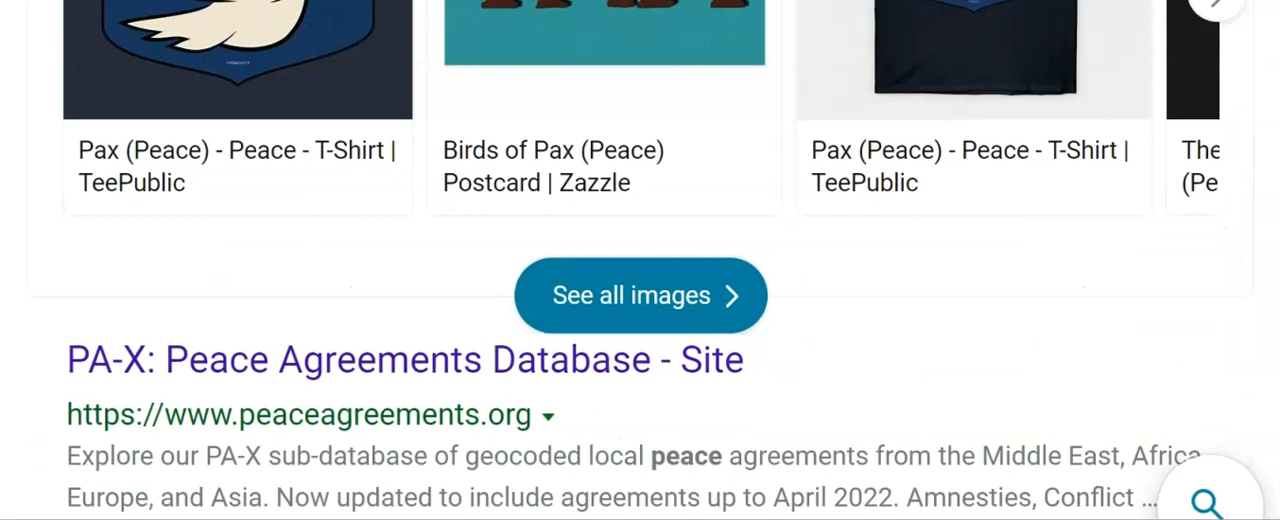 Pax (Peace) - Peace - T-Shirt |
TeePublic
Birds of Pax (Peace)
Postcard | Zazzle
Pax (Peace) - Peace - T-Shirt |
TeePublic
The
(Pe
See all images
PA-X: Peace Agreements Database - Site
https://www.peaceagreements.org
Explore our PA-X sub-database of geocoded local peace agreements from the Middle East, Africa
Europe, and Asia. Now updated to include agreements up to April 2022. Amnesties, Conflict ...